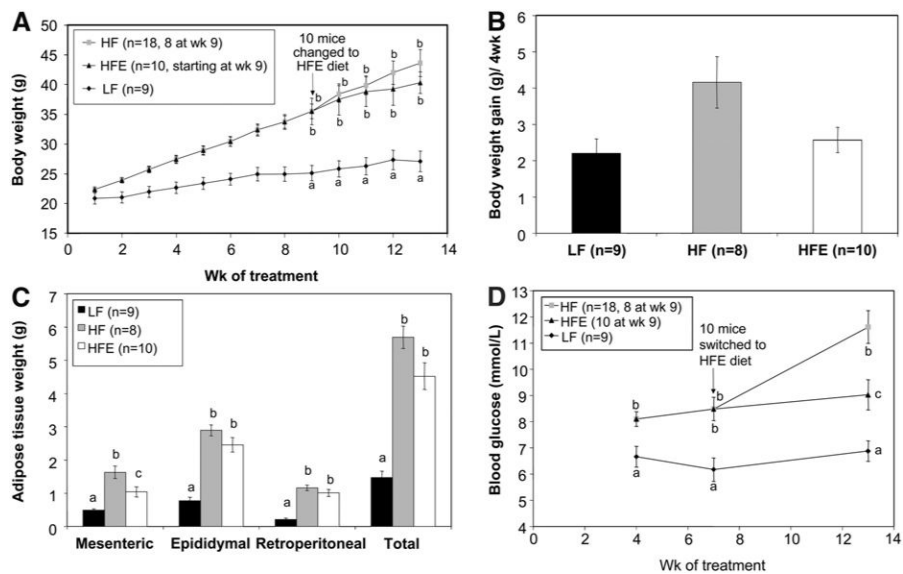 A
HF (n=18, 8 at wk 9)
HFE (n=10, starting at wk 9)
LF (n=9)
10 mice
changed to
HFE diet
Body weight (g)
50
45
40
35
30
25
20
15
b
b
b
b
b
b
b
b
b
b
a
a
a
a
a
0
2
4
6
8
10
12
14
Wk of treatment
B
Body weight gain (g)/ 4wk
6
5
4
3
2
1
0
LF (n=9)
HF (n=8)
HFE (n=10)
C
LF (n=9)
HF (n=8)
HFE (n=10)
Adipose tissue weight (g)
7
6
5
4
3
2
1
0
a
b
c
a
b
b
a
b
b
a
b
b
Mesenteric
Epididymal
Retroperitoneal
Total
D
HF (n=18, 8 at wk 9)
HFE (10 at wk 9)
LF (n=9)
10 mice
switched to
HFE diet
Blood glucose (mmol/L)
13
12
11
10
9
8
7
6
5
4
b
b
b
b
c
a
a
a
0
2
4
6
8
10
12
14
Wk of treatment